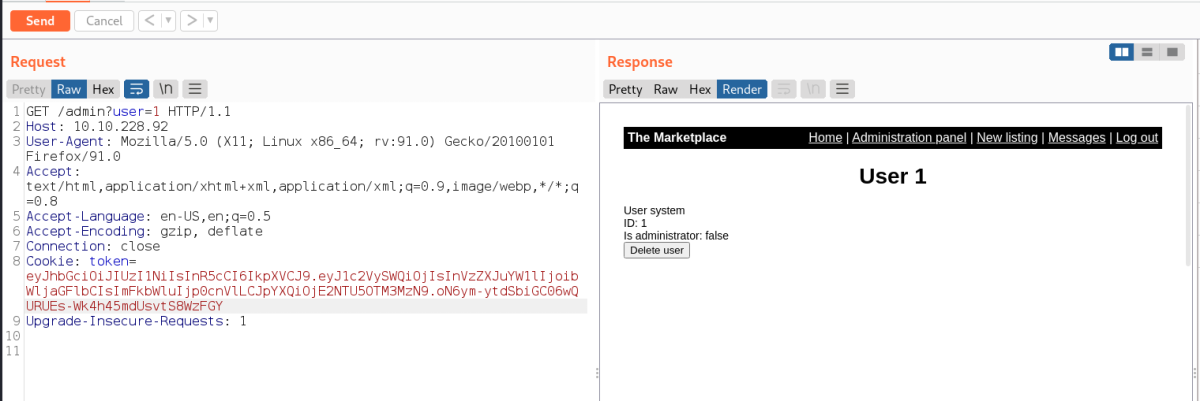 Send
Cancel
Request
Response
Pretty Raw Hex \n
Pretty Raw Hex Render \n
1 GET /admin?user=1 HTTP/1.1
2 Host: 10.10.228.92
3 User-Agent: Mozilla/5.0 (X11; Linux x86_64; rv:91.0) Gecko/20100101
Firefox/91.0
4 Accept:
text/html,application/xhtml+xml,application/xml;q=0.9,image/webp,*/*;q
=0.8
5 Accept-Language: en-US,en;q=0.5
6 Accept-Encoding: gzip, deflate
7 Connection: close
8 Cookie: token=
eyJhbGciOiJIUzI1NiIsInR5cCI6IkpXVCJ9.eyJ1c2VySWQiOjIsInVzZXJuYW1lIjoib
WljaGFlbCIsImFkbWluIjp0cnVlLCJpYXQiOjE2NTU5OTM3MzN9.oN6ym-ytdSbiGC06wQ
URUEs-Wk4h45mdUsvtS8WzFGY
9 Upgrade-Insecure-Requests: 1
10
11
The Marketplace
Home | Administration panel | New listing | Messages | Log out
User 1
User system
ID: 1
Is administrator: false
Delete user